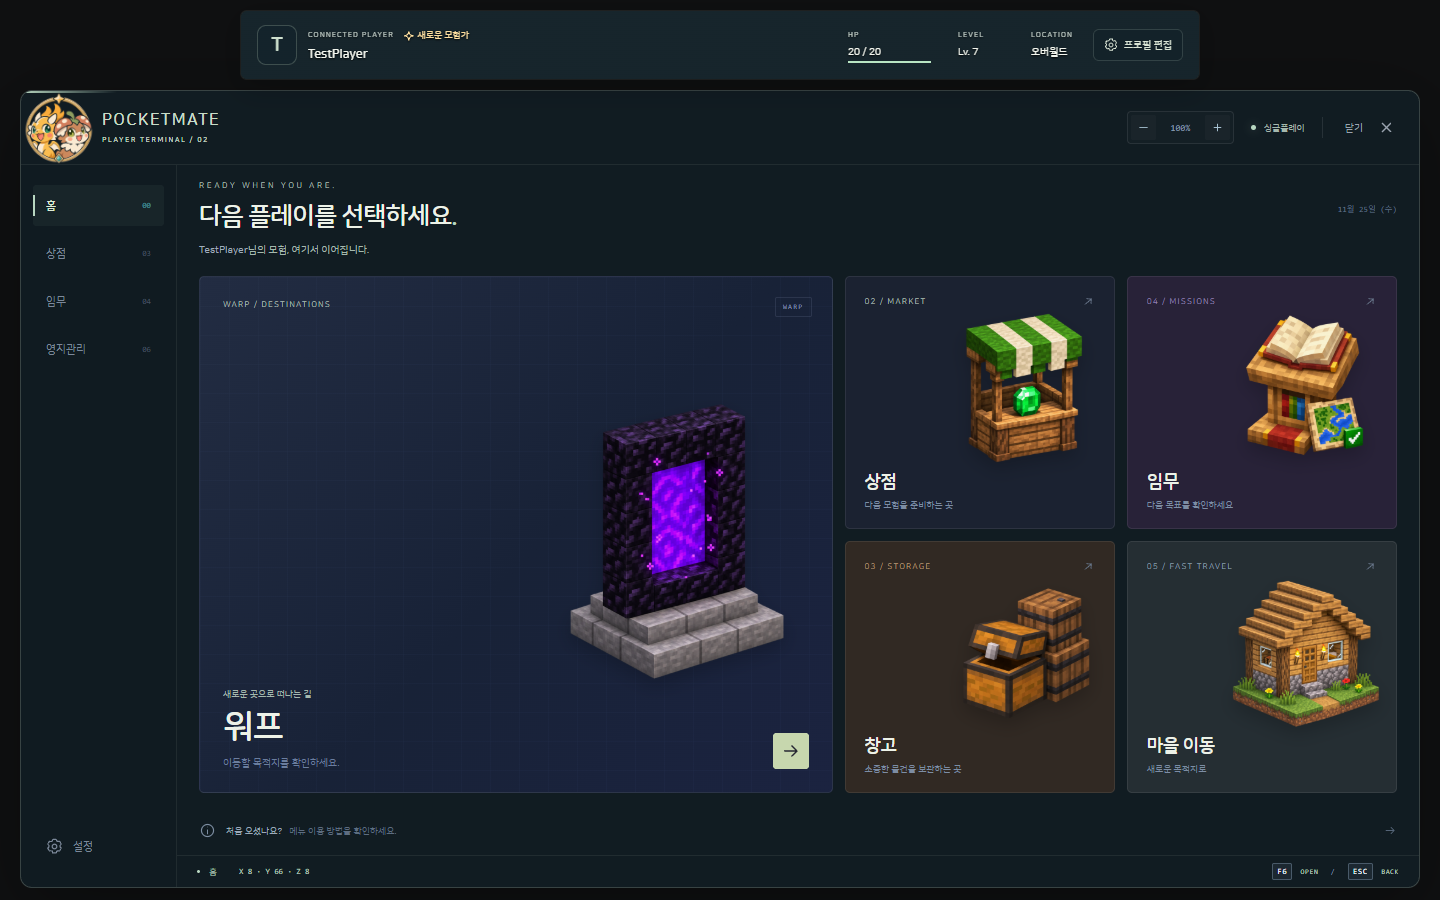 T
CONNECTED PLAYER
새로운 모험가
TestPlayer
HP
20 / 20
LEVEL
Lv. 7
LOCATION
오버월드
프로필 편집
POCKETMATE
PLAYER TERMINAL / 02
100%
싱글플레이
닫기
홈 00
상점 03
임무 04
영지관리 06
설정
READY WHEN YOU ARE.
다음 플레이를 선택하세요.
TestPlayer님의 모험, 여기서 이어집니다.
11월 25일 (수)
WARP / DESTINATIONS
WARP
새로운 곳으로 떠나는 길
워프
이동할 목적지를 확인하세요.
02 / MARKET
상점
다음 모험을 준비하는 곳
04 / MISSIONS
임무
다음 목표를 확인하세요
03 / STORAGE
창고
소중한 물건을 보관하는 곳
05 / FAST TRAVEL
마을 이동
새로운 목적지로
처음 오셨나요? 메뉴 이용 방법을 확인하세요.
홈
X 8 · Y 66 · Z 8
F6 OPEN / ESC BACK